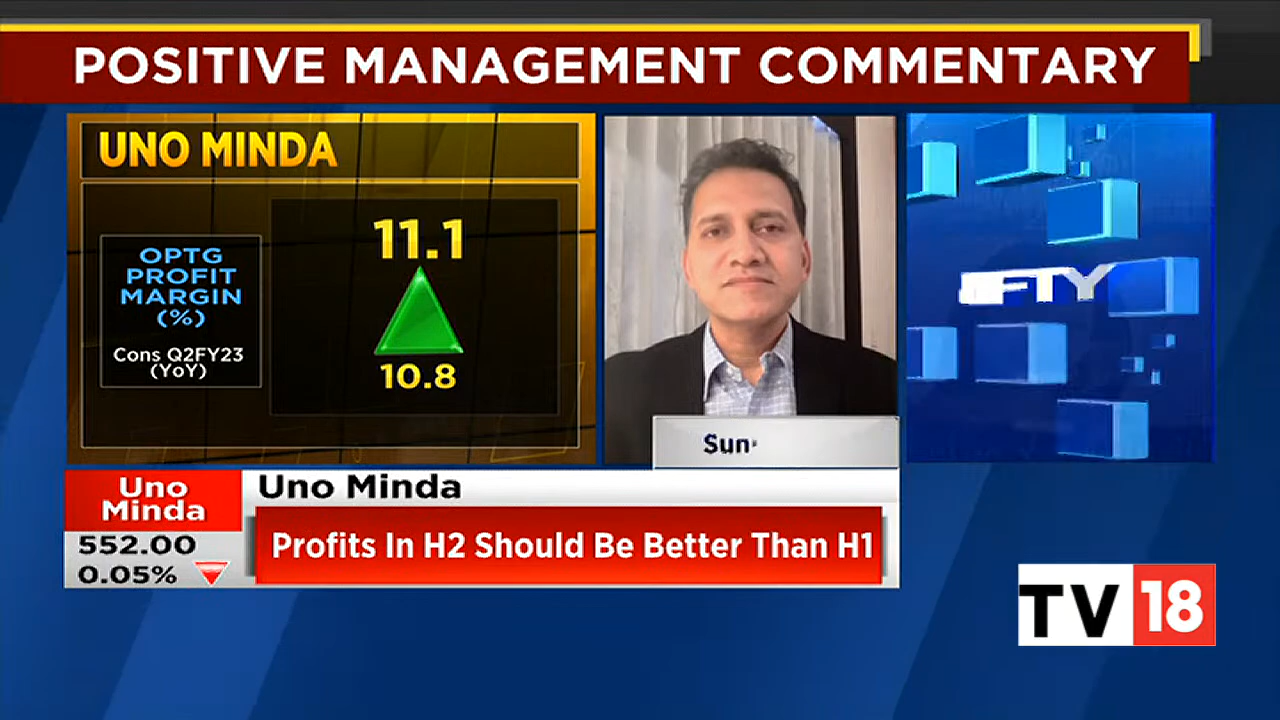 POSITIVE MANAGEMENT COMMENTARY
UNO MINDA
OPTG
PROFIT
MARGIN
(%)
Cons Q2FY23
(YoY)
11.1
10.8
Sun
Uno
Minda
552.00
0.05%
Uno Minda
Profits In H2 Should Be Better Than H1
TV18